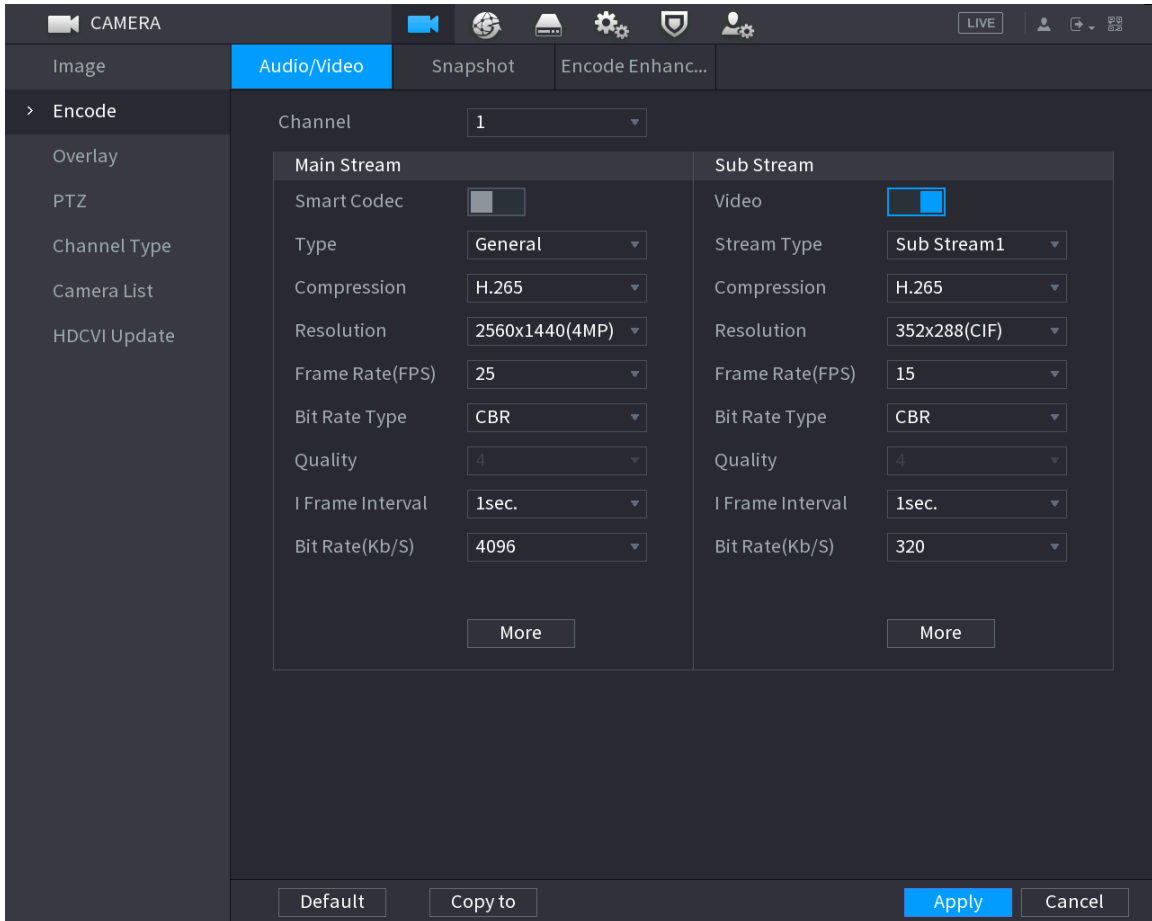 CAMERA
LIVE
Image
Audio/Video Snapshot Encode Enhanc...
Encode
Channel 1
Overlay
Main Stream Sub Stream
PTZ
Smart Codec Video
Channel Type
Type General Stream Type Sub Stream1
Camera List
Compression H.265 Compression H.265
HDCVI Update
Resolution 2560x1440(4MP) Resolution 352x288(CIF)
Frame Rate(FPS) 25 Frame Rate(FPS) 15
Bit Rate Type CBR Bit Rate Type CBR
Quality 4 Quality 4
I Frame Interval 1sec. I Frame Interval 1sec.
Bit Rate(Kb/S) 4096 Bit Rate(Kb/S) 320
More More
Default Copy to Apply Cancel